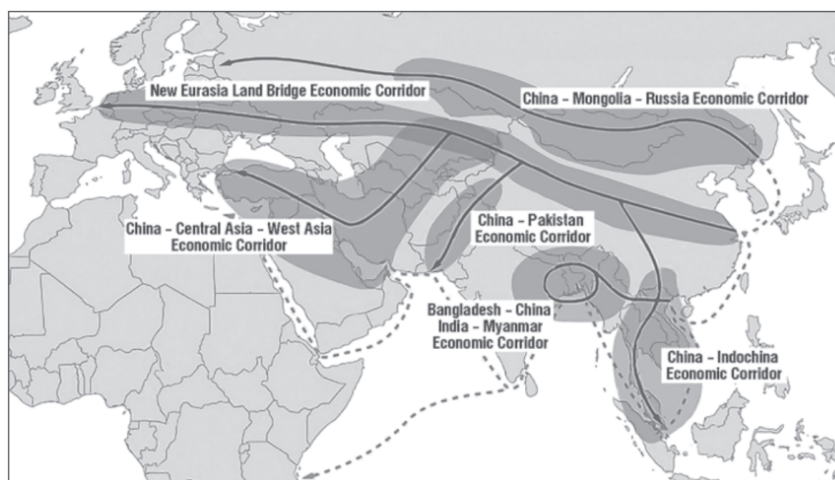 New Eurasia Land Bridge Economic Corridor
China – Mongolia – Russia Economic Corridor
China – Central Asia – West Asia
Economic Corridor
China – Pakistan
Economic Corridor
Bangladesh – China
India – Myanmar
Economic Corridor
China – Indochina
Economic Corridor